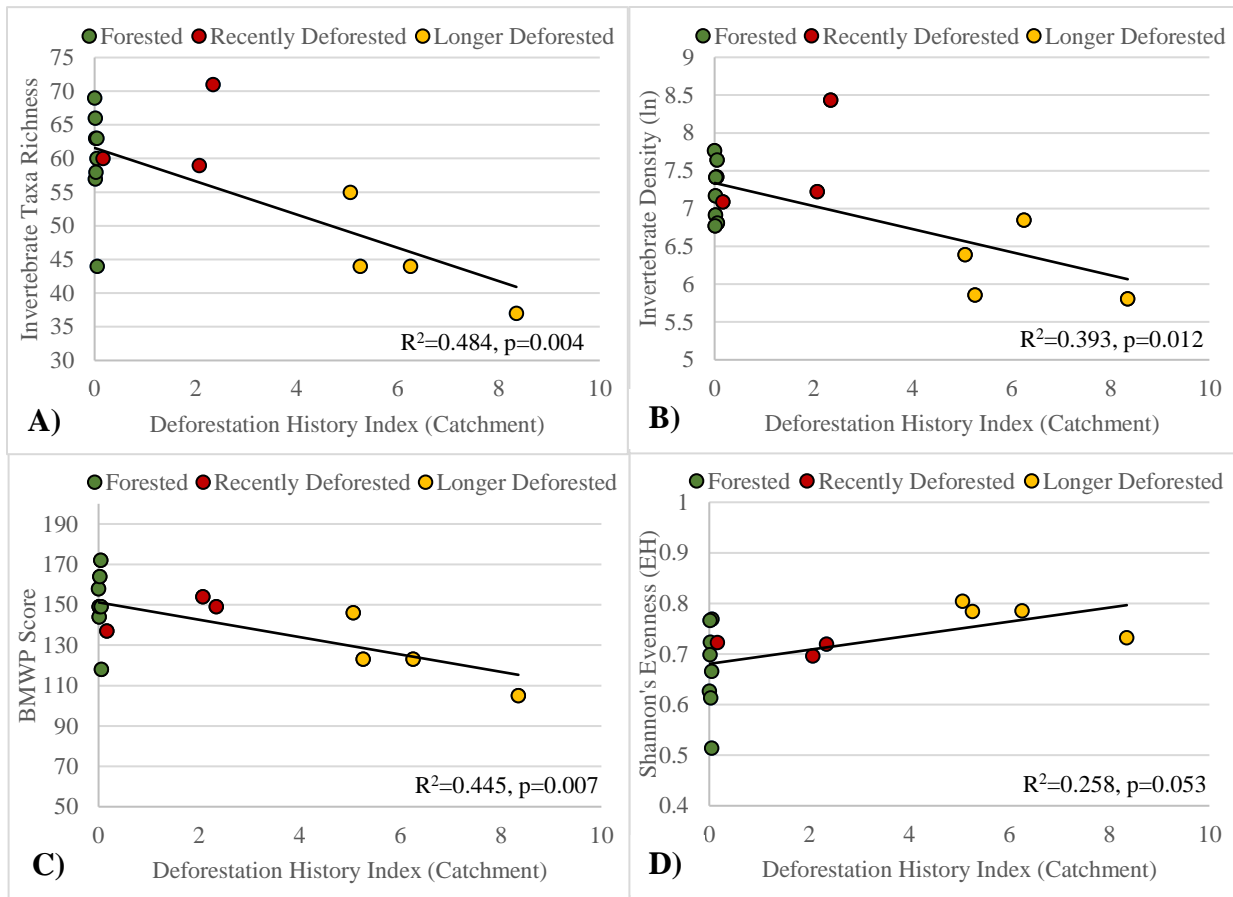 Forested Recently Deforested Longer Deforested
75
70
65
60
55
50
45
40
35
30
Invertebrate Taxa Richness
R²=0.484, p=0.004
0 2 4 6 8 10
A)
Deforestation History Index (Catchment)
Forested Recently Deforested Longer Deforested
9
8.5
8
7.5
7
6.5
6
5.5
5
Invertebrate Density (ln)
R²=0.393, p=0.012
0 2 4 6 8 10
B)
Deforestation History Index (Catchment)
Forested Recently Deforested Longer Deforested
190
170
150
130
110
90
70
50
BMWP Score
R²=0.445, p=0.007
0 2 4 6 8 10
C)
Deforestation History Index (Catchment)
Forested Recently Deforested Longer Deforested
1
0.9
0.8
0.7
0.6
0.5
0.4
Shannon's Evenness (EH)
R²=0.258, p=0.053
0 2 4 6 8 10
D)
Deforestation History Index (Catchment)